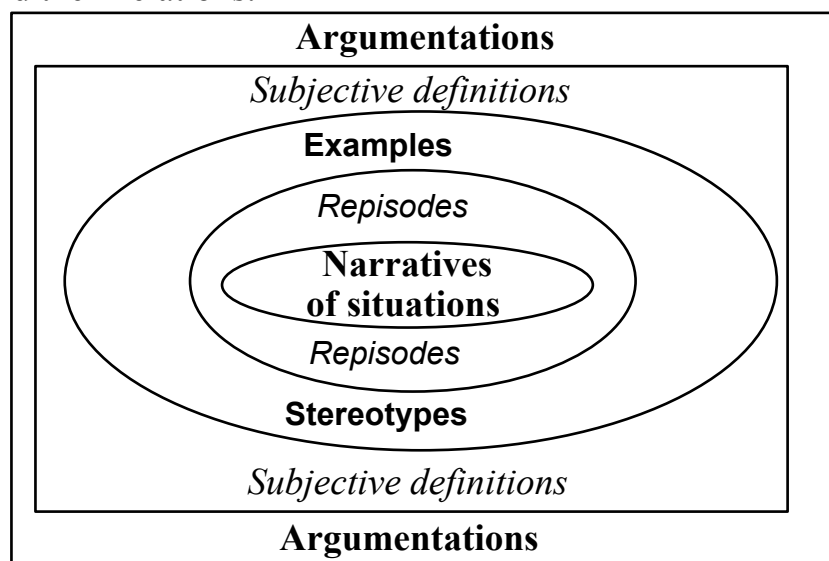 Argumentations
Subjective definitions
Examples
Repisodes
Narratives
of situations
Repisodes
Stereotypes
Subjective definitions
Argumentations